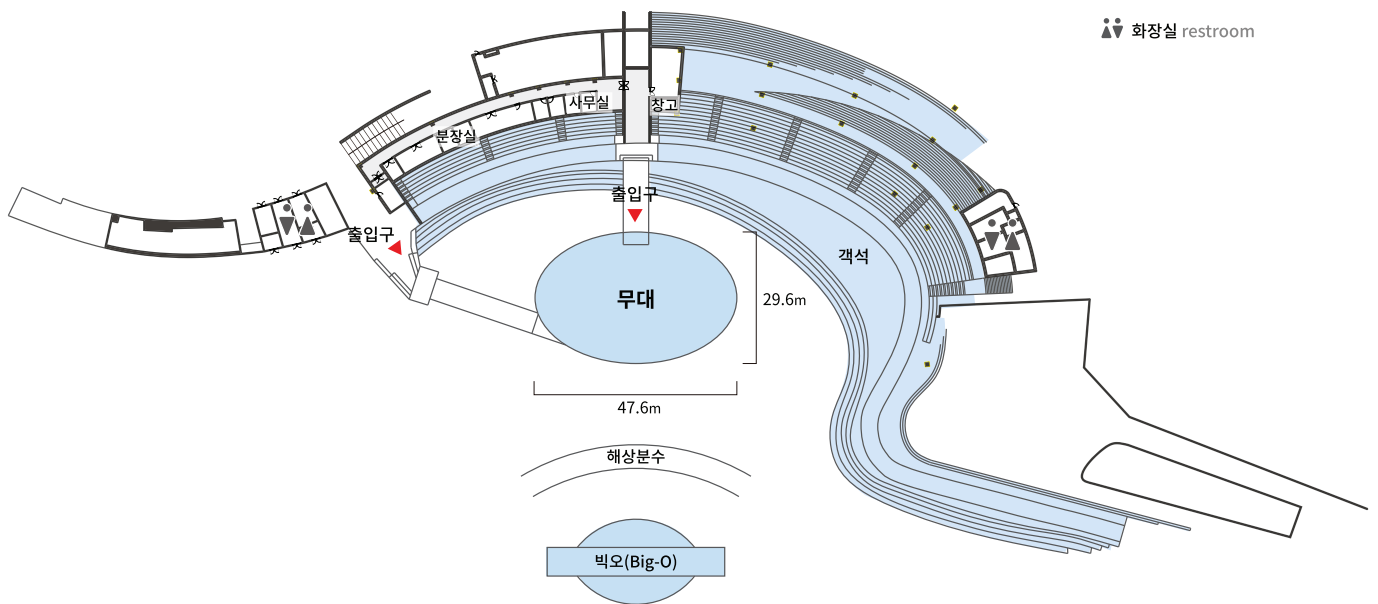 화장실 restroom
사무실
창고
분장실
출입구
출입구
객석
무대
29.6m
47.6m
해상분수
빅오(Big-O)